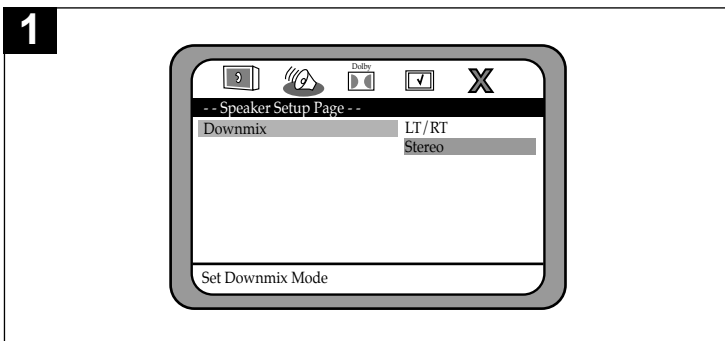 1
Dolby
X
- - Speaker Setup Page - -
Downmix LT/RT
Stereo
Set Downmix Mode